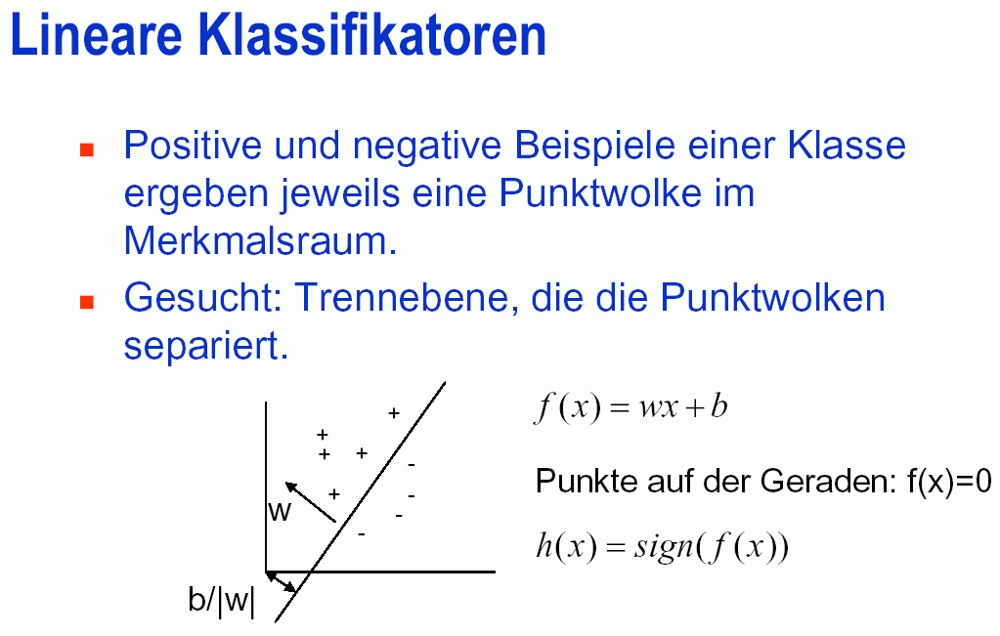 Lineare Klassifikatoren
Positive und negative Beispiele einer Klasse
ergeben jeweils eine Punktwolke im
Merkmalsraum.
Gesucht: Trennebene, die die Punktwolken
separiert.
f(x) = wx + b
Punkte auf der Geraden: f(x)=0
h(x) = sign(f(x))
w
b/|w|